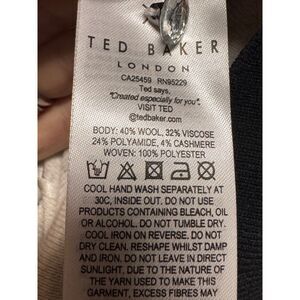 TED BAKER
LONDON
CA25459 RN95229
Ted says,
"Created especially for you".
VISIT TED
@tedbaker.com
BODY: 40% WOOL, 32% VISCOSE
24% POLYAMIDE, 4% CASHMERE
WOVEN: 100% POLYESTER
COOL HAND WASH SEPARATELY AT
30C, INSIDE OUT. DO NOT USE
PRODUCTS CONTAINING BLEACH, OIL
OR ALCOHOL. DO NOT TUMBLE DRY.
COOL IRON ON REVERSE. DO NOT
DRY CLEAN. RESHAPE WHILST DAMP
AND IRON. DO NOT LEAVE IN DIRECT
SUNLIGHT. DUE TO THE NATURE OF
THE YARN USED TO MAKE THIS
GARMENT, EXCESS FIBRES MAY